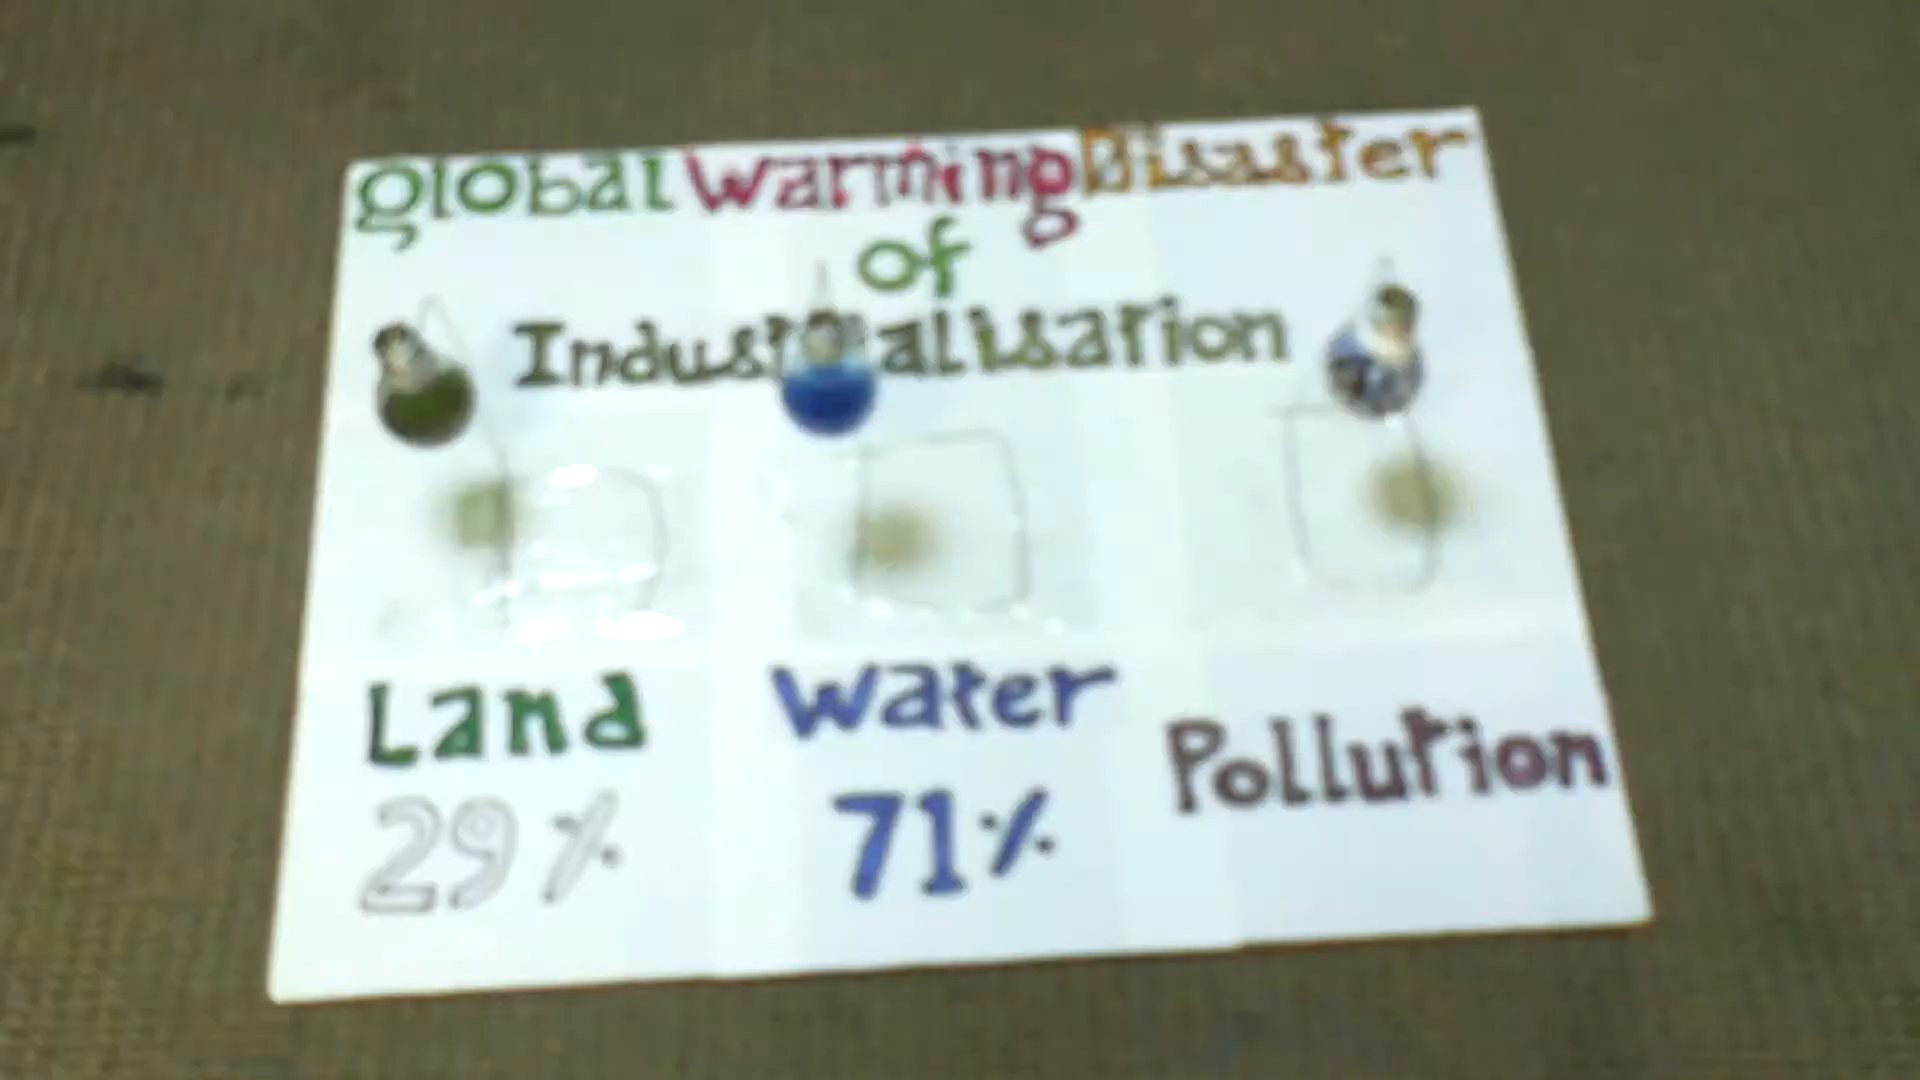 global Warming Disaster
of
Industrialisation
Land
Water
Pollution
29%
71%